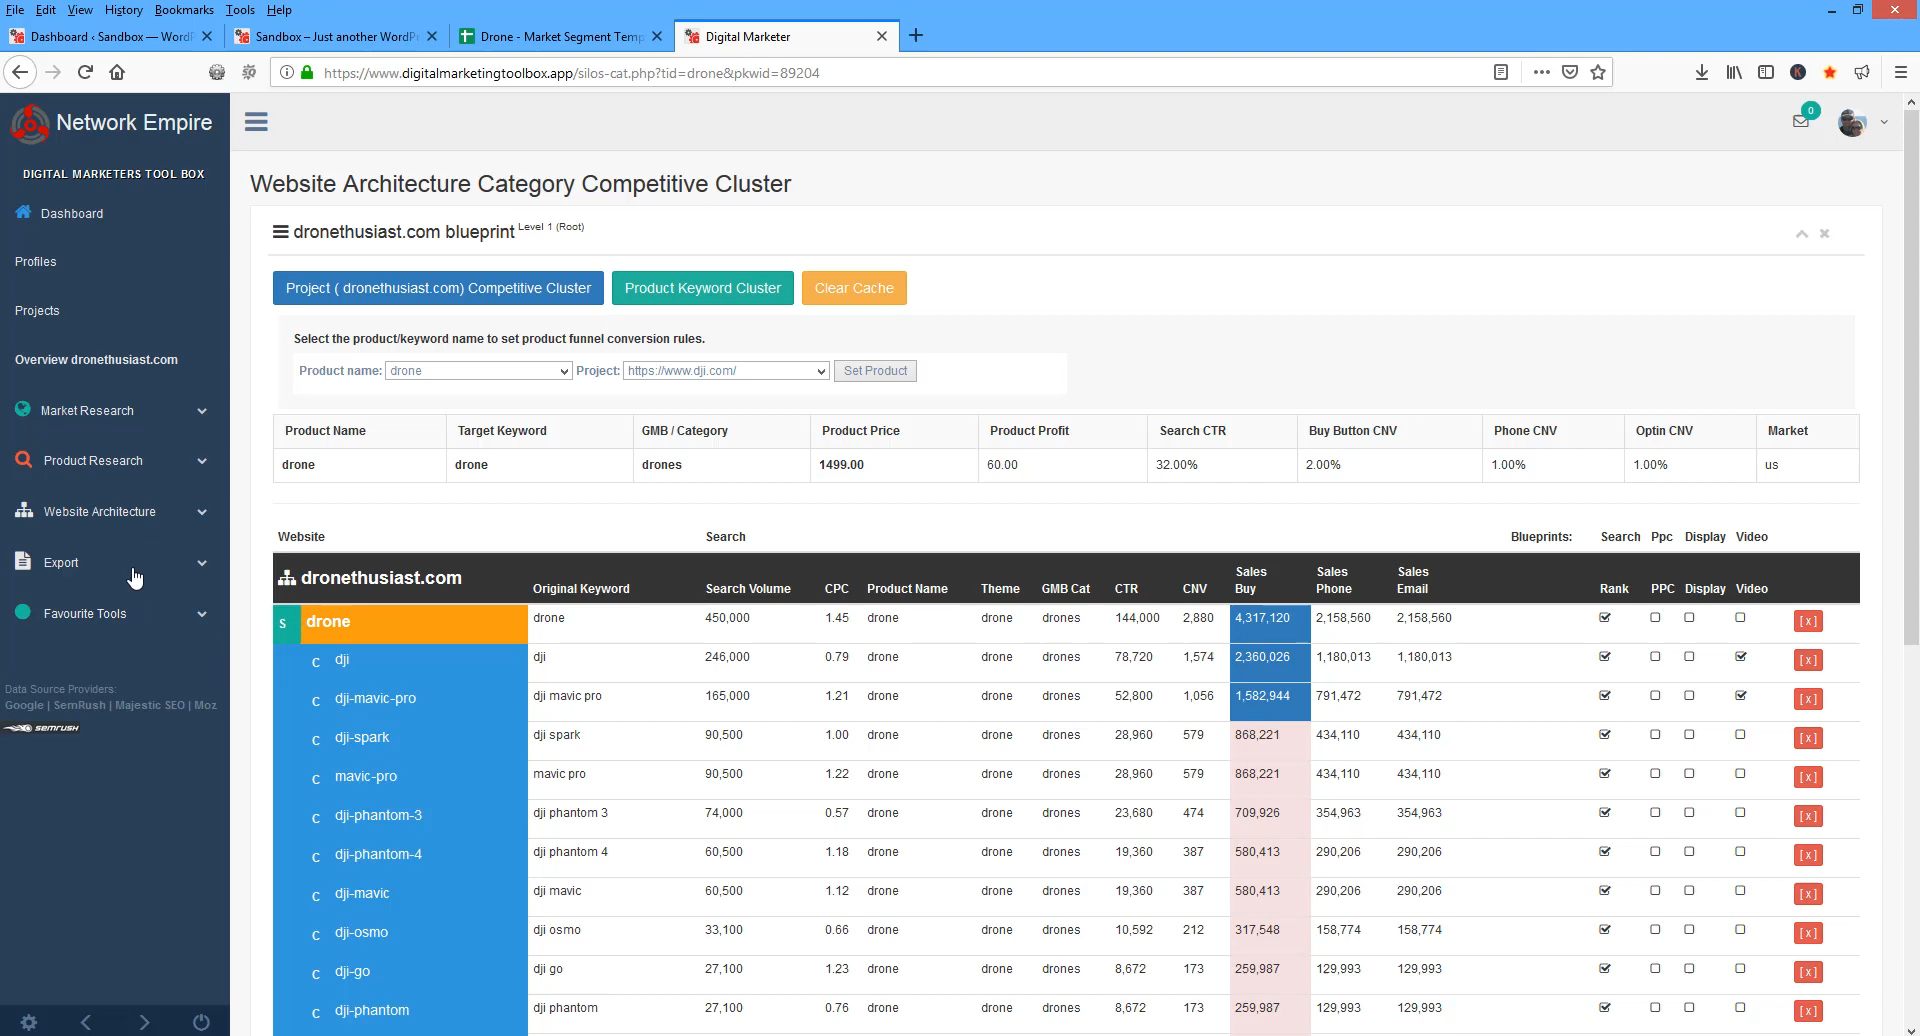 File Edit View History Bookmarks Tools Help
Dashboard ‹ Sandbox — WordP
Sandbox – Just another WordP
Drone - Market Segment Temp
Digital Marketer
https://www.digitalmarketingtoolbox.app/silos-cat.php?tid=drone&pkwid=89204
K
Network Empire
0
DIGITAL MARKETERS TOOL BOX
Dashboard
Profiles
Projects
Overview dronethusiast.com
Market Research
Product Research
Website Architecture
Export
Favourite Tools
Data Source Providers:
Google | SemRush | Majestic SEO | Moz
SEMRUSH
Website Architecture Category Competitive Cluster
dronethusiast.com blueprint Level 1 (Root)
Project ( dronethusiast.com) Competitive Cluster Product Keyword Cluster Clear Cache
Select the product/keyword name to set product funnel conversion rules.
Product name: drone Project: https://www.dji.com/ Set Product
Product Name Target Keyword GMB / Category Product Price Product Profit Search CTR Buy Button CNV Phone CNV Optin CNV Market
drone drone drones 1499.00 60.00 32.00% 2.00% 1.00% 1.00% us
Website Search Blueprints: Search Ppc Display Video
dronethusiast.com Original Keyword Search Volume CPC Product Name Theme GMB Cat CTR CNV Sales Buy Sales Phone Sales Email Rank PPC Display Video
S drone drone 450,000 1.45 drone drone drones 144,000 2,880 4,317,120 2,158,560 2,158,560 [ x ]
C dji dji 246,000 0.79 drone drone drones 78,720 1,574 2,360,026 1,180,013 1,180,013 [ x ]
C dji-mavic-pro dji mavic pro 165,000 1.21 drone drone drones 52,800 1,056 1,582,944 791,472 791,472 [ x ]
C dji-spark dji spark 90,500 1.00 drone drone drones 28,960 579 868,221 434,110 434,110 [ x ]
C mavic-pro mavic pro 90,500 1.22 drone drone drones 28,960 579 868,221 434,110 434,110 [ x ]
C dji-phantom-3 dji phantom 3 74,000 0.57 drone drone drones 23,680 474 709,926 354,963 354,963 [ x ]
C dji-phantom-4 dji phantom 4 60,500 1.18 drone drone drones 19,360 387 580,413 290,206 290,206 [ x ]
C dji-mavic dji mavic 60,500 1.12 drone drone drones 19,360 387 580,413 290,206 290,206 [ x ]
C dji-osmo dji osmo 33,100 0.66 drone drone drones 10,592 212 317,548 158,774 158,774 [ x ]
C dji-go dji go 27,100 1.23 drone drone drones 8,672 173 259,987 129,993 129,993 [ x ]
C dji-phantom dji phantom 27,100 0.76 drone drone drones 8,672 173 259,987 129,993 129,993 [ x ]